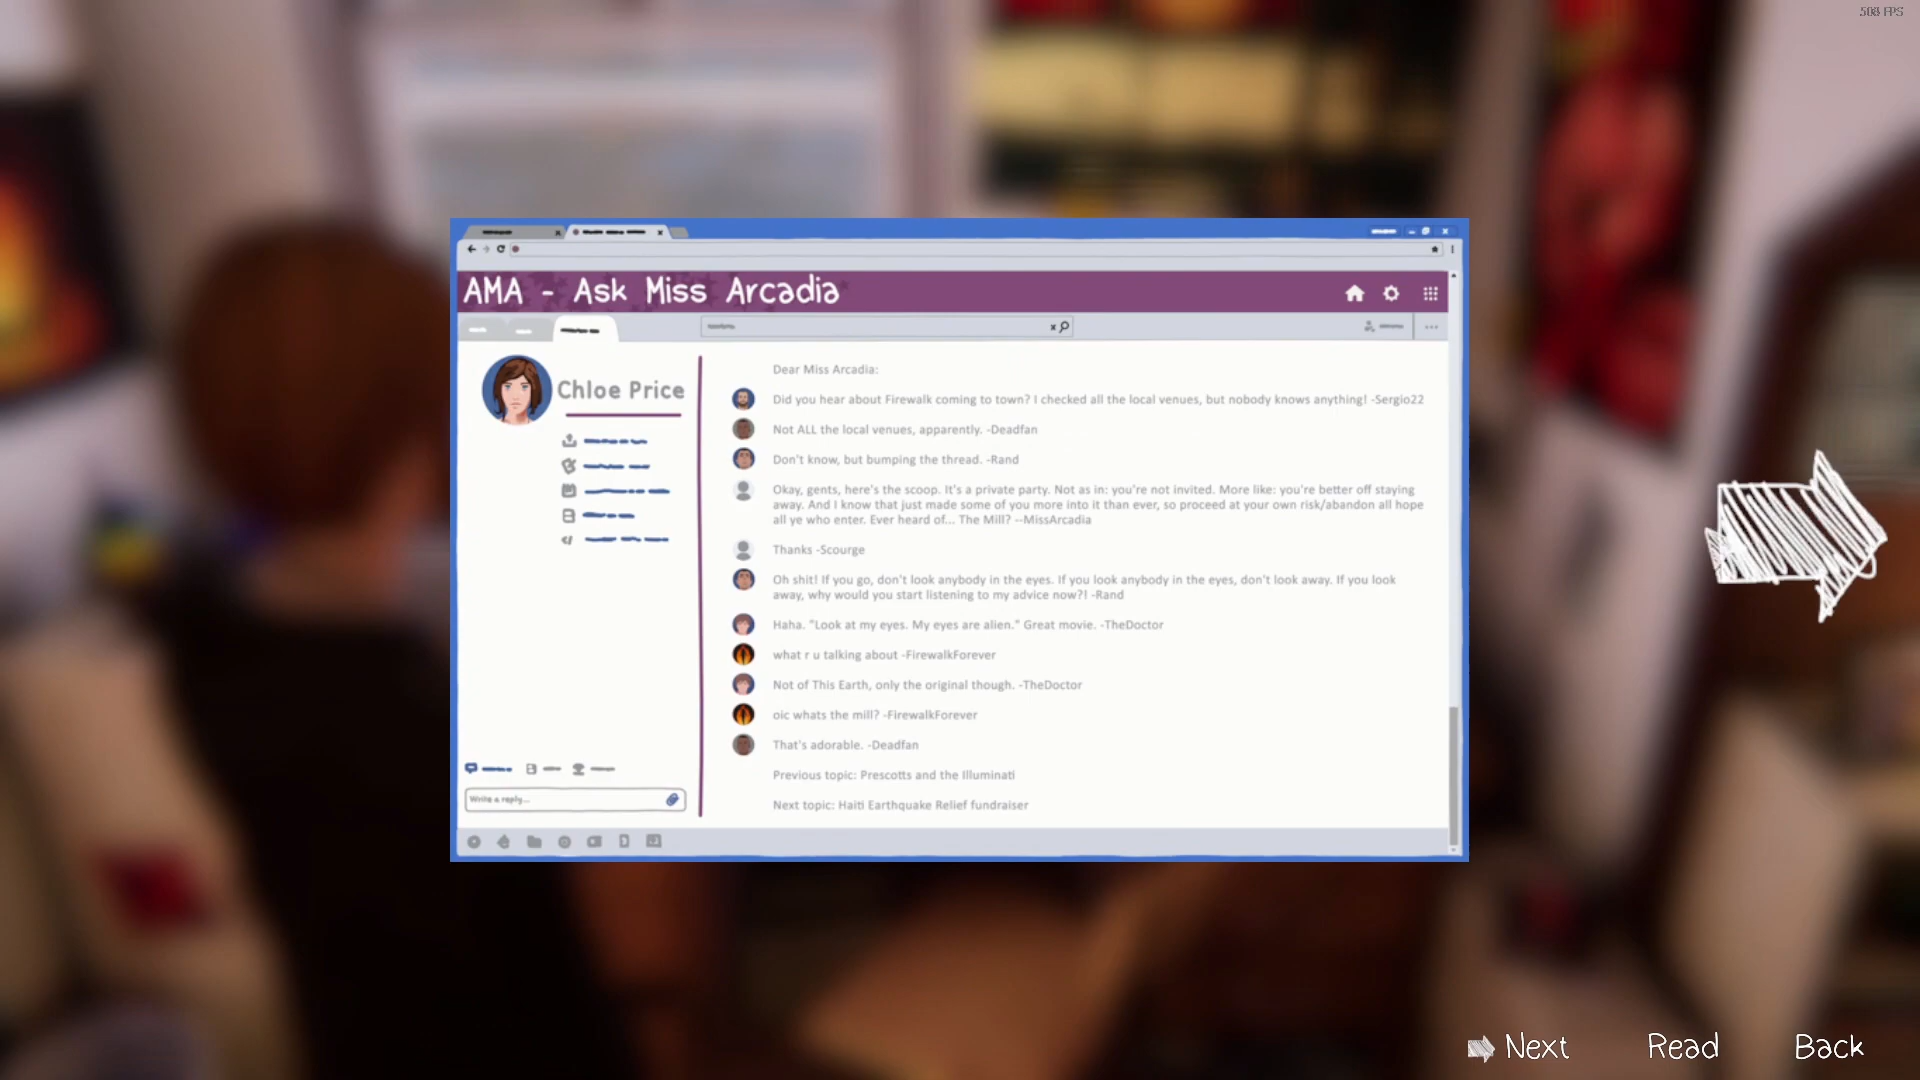 508 FPS
AMA - Ask Miss Arcadia
Chloe Price
Dear Miss Arcadia:
Did you hear about Firewalk coming to town? I checked all the local venues, but nobody knows anything! -Sergio22
Not ALL the local venues, apparently. -Deadfan
Don't know, but bumping the thread. -Rand
Okay, gents, here's the scoop. It's a private party. Not as in: you're not invited. More like: you're better off staying
away. And I know that just made some of you more into it than ever, so proceed at your own risk/abandon all hope
all ye who enter. Ever heard of... The Mill? --MissArcadia
Thanks -Scourge
Oh shit! If you go, don't look anybody in the eyes. If you look anybody in the eyes, don't look away. If you look
away, why would you start listening to my advice now?! -Rand
Haha. "Look at my eyes. My eyes are alien." Great movie. -TheDoctor
what r u talking about -FirewalkForever
Not of This Earth, only the original though. -TheDoctor
oic whats the mill? -FirewalkForever
That's adorable. -Deadfan
Previous topic: Prescotts and the Illuminati
Next topic: Haiti Earthquake Relief fundraiser
Write a reply...
Next
Read
Back